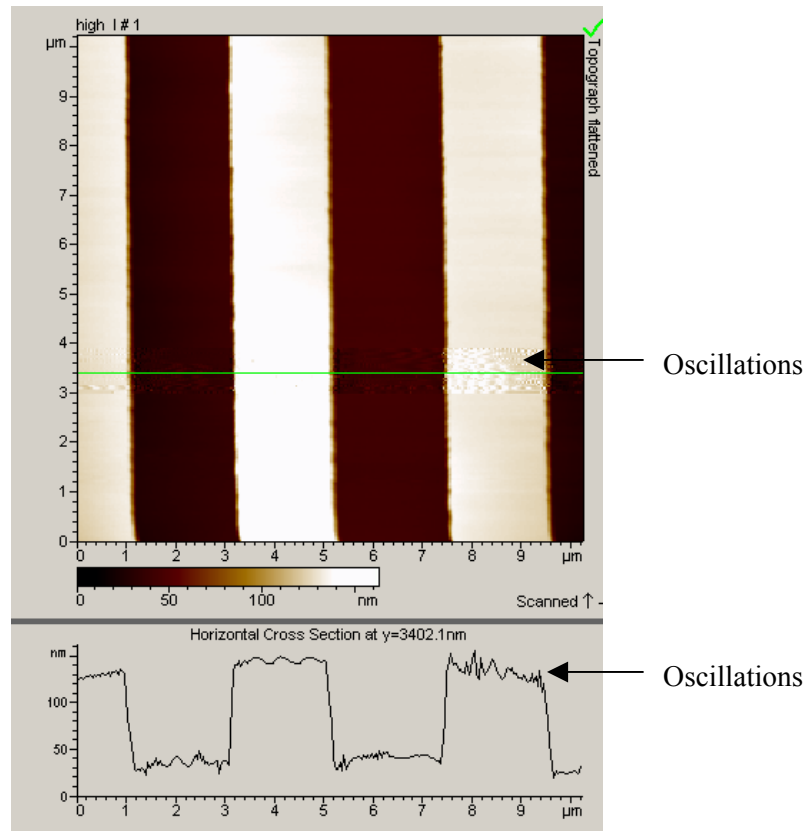 high I # 1
µm
9
8
7
6
5
4
3
2
1
0
Topograph flattened
Oscillations
0 1 2 3 4 5 6 7 8 9 µm
0 50 100 nm
Scanned ↑
Horizontal Cross Section at y=3402.1nm
nm
100
50
0
Oscillations
0 1 2 3 4 5 6 7 8 9 µm